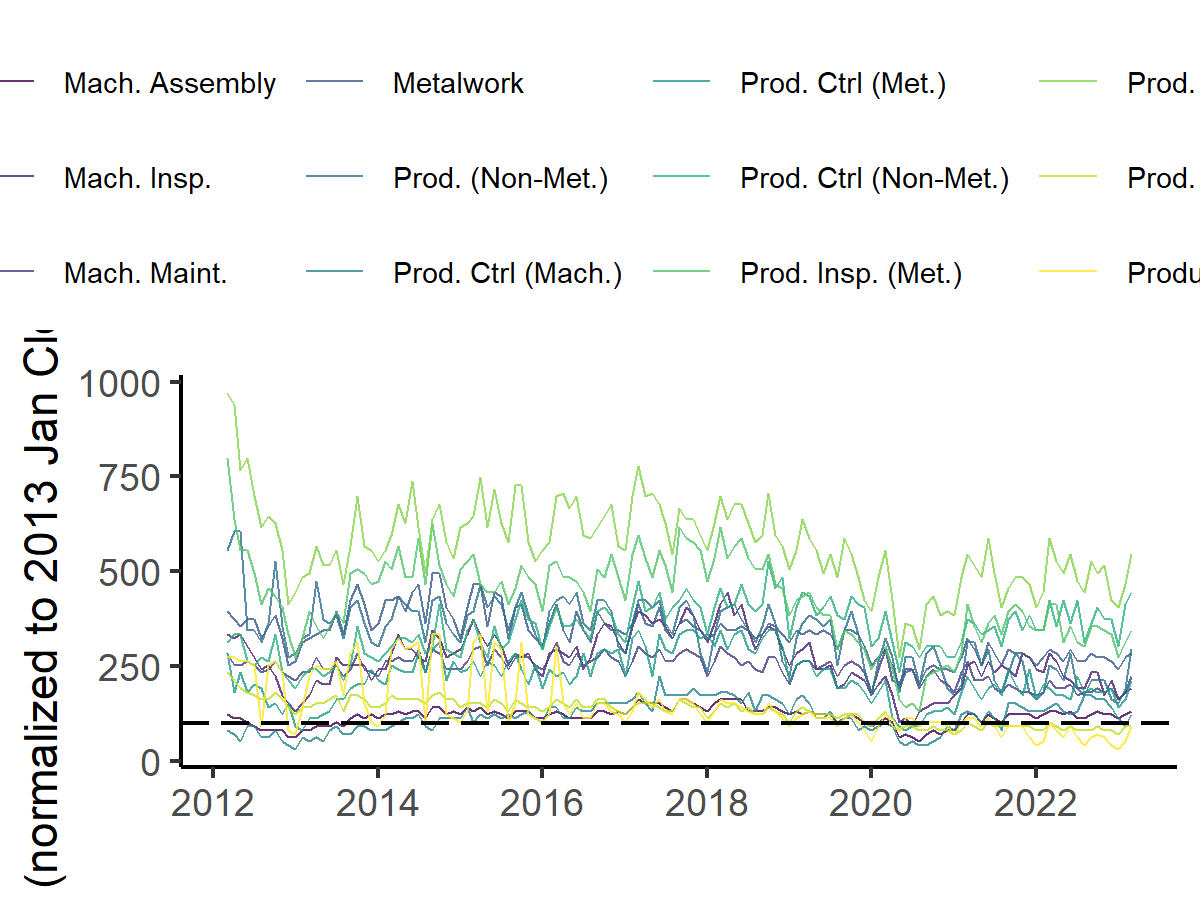 Mach. Assembly
Metalwork
Prod. Ctrl (Met.)
Prod.
Mach. Insp.
Prod. (Non-Met.)
Prod. Ctrl (Non-Met.)
Prod.
Mach. Maint.
Prod. Ctrl (Mach.)
Prod. Insp. (Met.)
Produ
(normalized to 2013 Jan Cl
1000
750
500
250
0
2012 2014 2016 2018 2020 2022